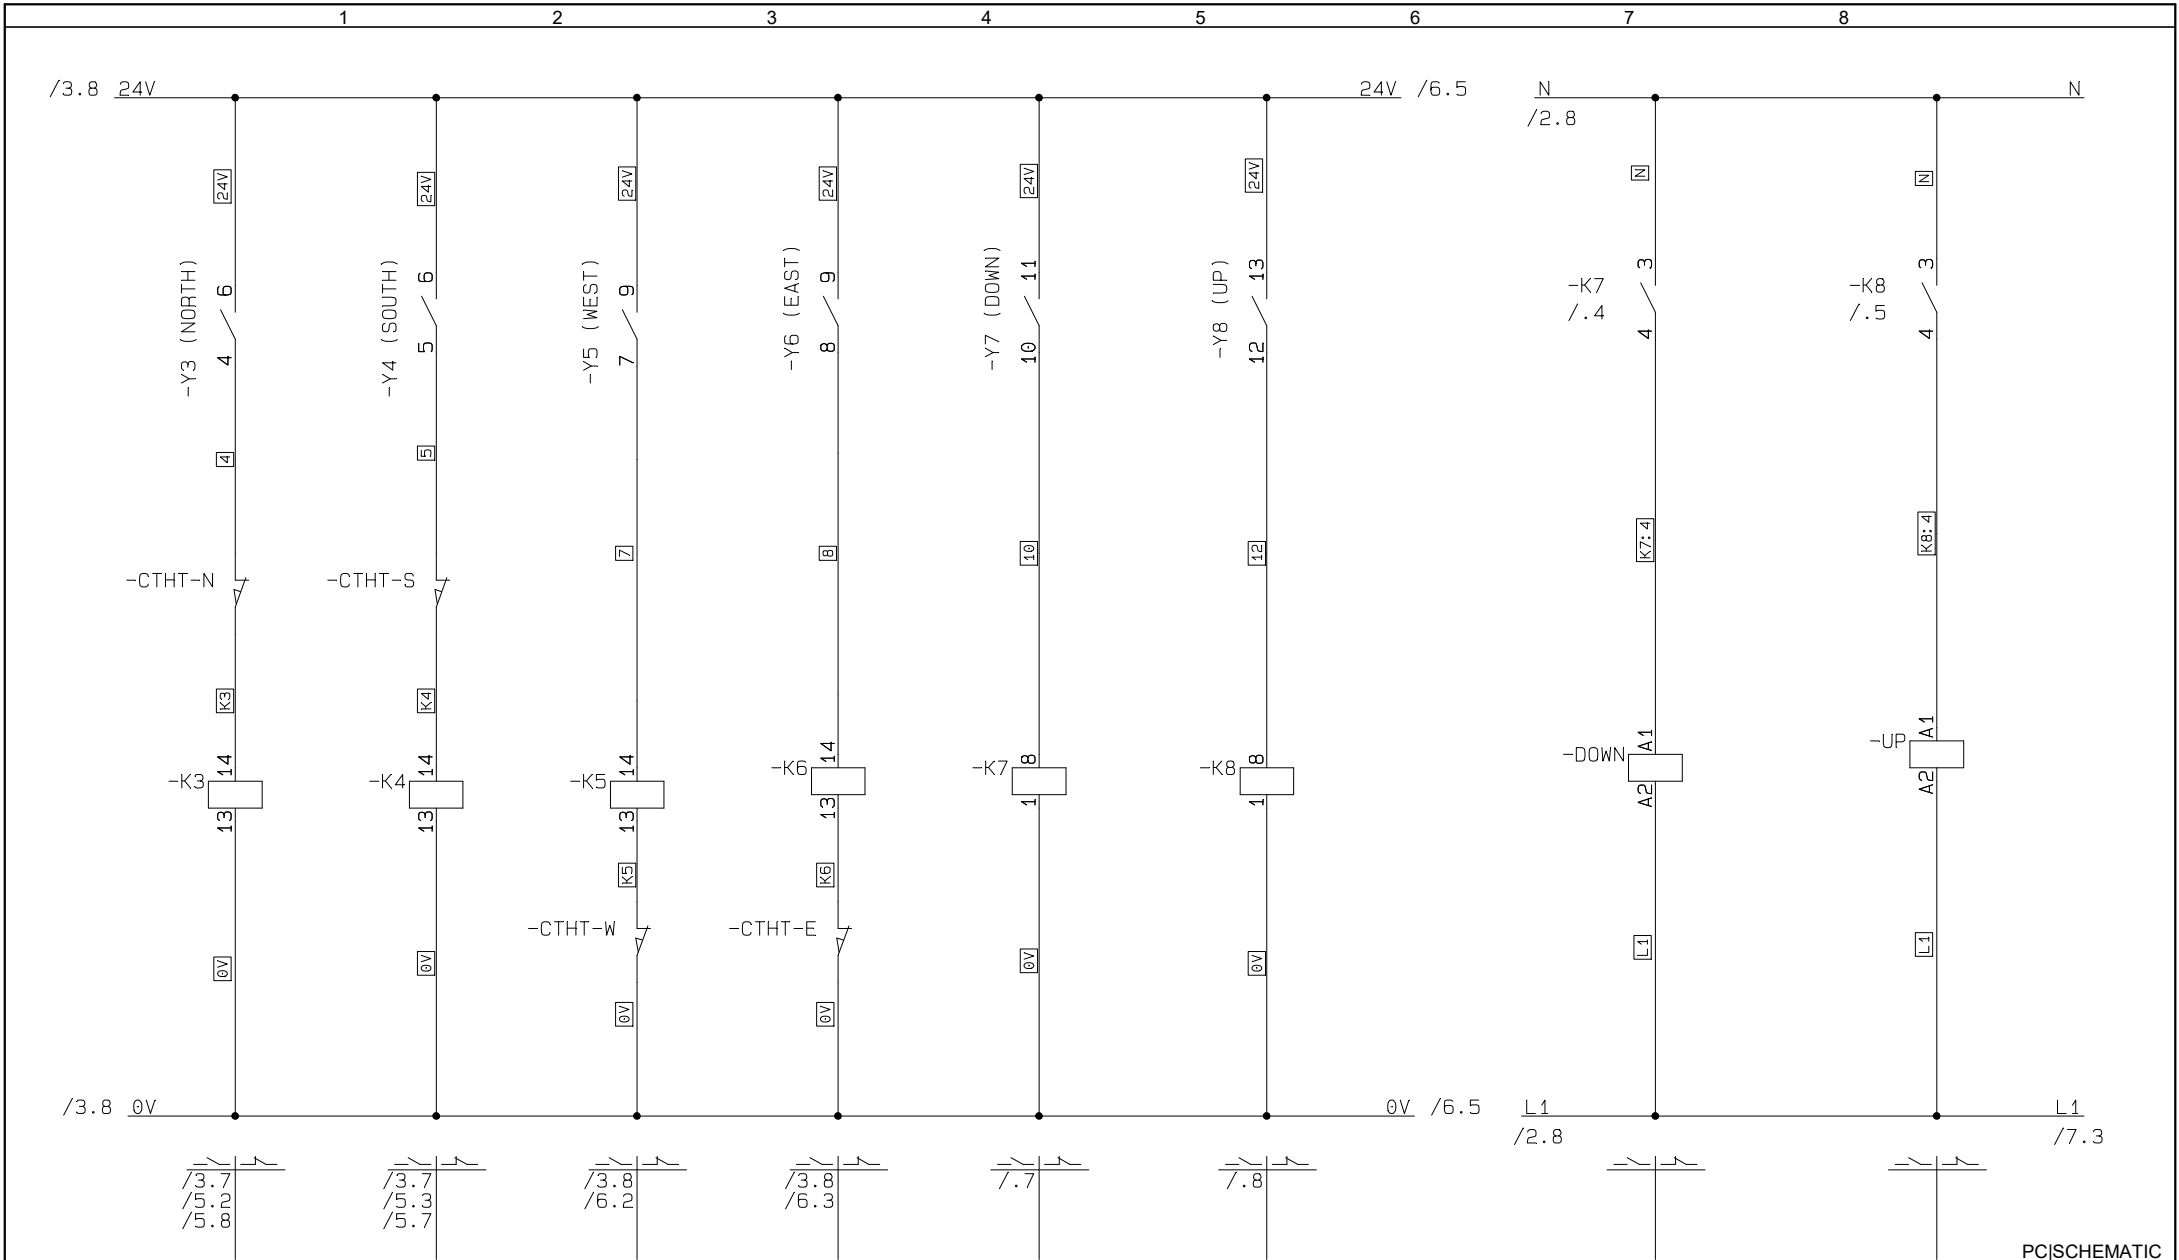 1 2 3 4 5 6 7 8
/3.8 24V 24V /6.5 N N
/2.8
24V 24V 24V 24V 24V 24V N N
-Y3 (NORTH) 6 4
-Y4 (SOUTH) 6 5
-Y5 (WEST) 9 7
-Y6 (EAST) 9 8
-Y7 (DOWN) 11 10
-Y8 (UP) 13 12
-K7 3
/.4 4
-K8 3
/.5 4
4 5 7 8 10 12 K7:4 K8:4
-CTHT-N -CTHT-S
K3 K4
-K3 14 13
-K4 14 13
-K5 14 13
-K6 14 13
-K7 8 1
-K8 8 1
-DOWN A1 A2
-UP A1 A2
K5 K6
-CTHT-W -CTHT-E
0V 0V 0V 0V 0V 0V L1 L1
/3.8 0V 0V /6.5 L1 L1
/2.8 /7.3
/3.7 /3.7 /3.8 /3.8 /.7 /.8
/5.2 /5.3 /6.2 /6.3
/5.8 /5.7
PC|SCHEMATIC